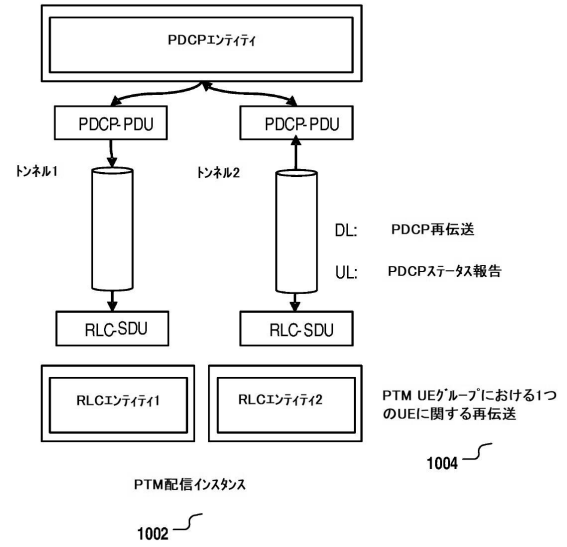 PDCPエンティティ
PDCP-PDU PDCP-PDU
トンネル1 トンネル2
DL: PDCP再伝送
UL: PDCPステータス報告
RLC-SDU RLC-SDU
RLCエンティティ1 RLCエンティティ2
PTM UEグループにおける1つ
のUEに関する再伝送
1004
PTM配信インスタンス
1002